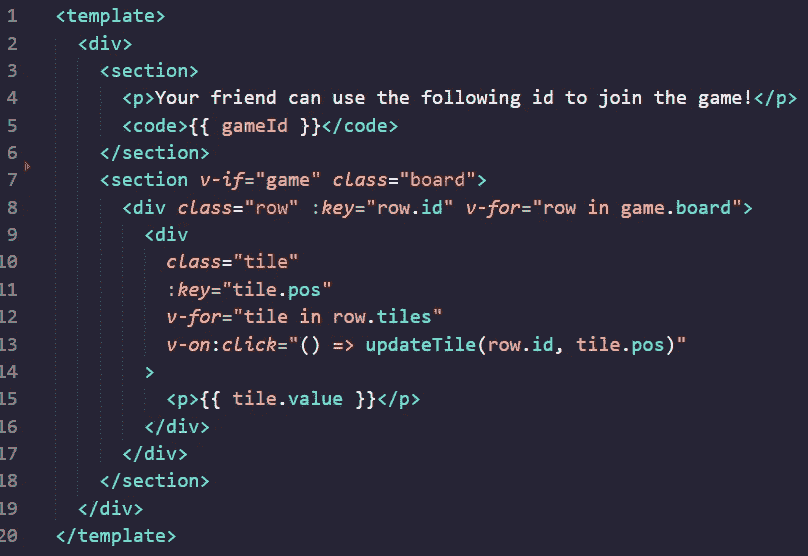 1 <template>
2 <div>
3 <section>
4 <p>Your friend can use the following id to join the game!</p>
5 <code>{{ gameId }}</code>
6 </section>
7 <section v-if="game" class="board">
8 <div class="row" :key="row.id" v-for="row in game.board">
9 <div
10 class="tile"
11 :key="tile.pos"
12 v-for="tile in row.tiles"
13 v-on:click="() => updateTile(row.id, tile.pos)"
14 >
15 <p>{{ tile.value }}</p>
16 </div>
17 </div>
18 </section>
19 </div>
20 </template>